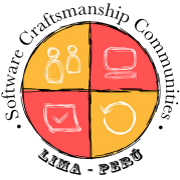 • Software Craftsmanship Communities •
LIMA - PERÚ